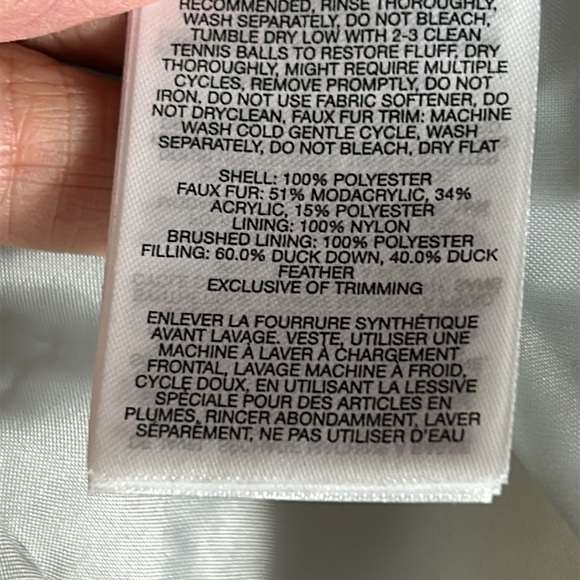 RECOMMENDED, RINSE THOROUGHLY,
WASH SEPARATELY, DO NOT BLEACH,
TUMBLE DRY LOW WITH 2-3 CLEAN
TENNIS BALLS TO RESTORE FLUFF, DRY
THOROUGHLY, MIGHT REQUIRE MULTIPLE
CYCLES, REMOVE PROMPTLY, DO NOT
IRON, DO NOT USE FABRIC SOFTENER, DO
NOT DRYCLEAN, FAUX FUR TRIM: MACHINE
WASH COLD GENTLE CYCLE, WASH
SEPARATELY, DO NOT BLEACH, DRY FLAT
SHELL: 100% POLYESTER
FAUX FUR: 51% MODACRYLIC, 34%
ACRYLIC, 15% POLYESTER
LINING: 100% NYLON
BRUSHED LINING: 100% POLYESTER
FILLING: 60.0% DUCK DOWN, 40.0% DUCK
FEATHER
EXCLUSIVE OF TRIMMING
ENLEVER LA FOURRURE SYNTHÉTIQUE
AVANT LAVAGE. VESTE, UTILISER UNE
MACHINE À LAVER À CHARGEMENT
FRONTAL, LAVAGE MACHINE À FROID,
CYCLE DOUX, EN UTILISANT LA LESSIVE
SPÉCIALE POUR DES ARTICLES EN
PLUMES, RINCER ABONDAMMENT, LAVER
SÉPARÉMENT, NE PAS UTILISER D'EAU